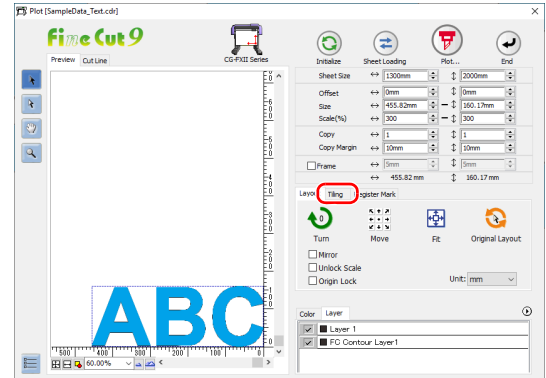 Plot [SampleData_Text.cdr]
Fine Cut 9
CG-FXII Series
Preview Cut Line
Initialize Sheet Loading Plot... End
Sheet Size 1300mm 2000mm
Offset 0mm 0mm
Size 455.82mm 160.17mm
Scale(%) 300 300
Copy 1 1
Copy Margin 10mm 10mm
Frame 5mm 5mm
455.82 mm 160.17 mm
Tiling Register Mark
0
Turn Move Fit Original Layout
Mirror
Unlock Scale
Origin Lock
Unit: mm
Color Layer
Layer 1
FC Contour Layer1
ABC
500 400 300 200 100 0
60.00%